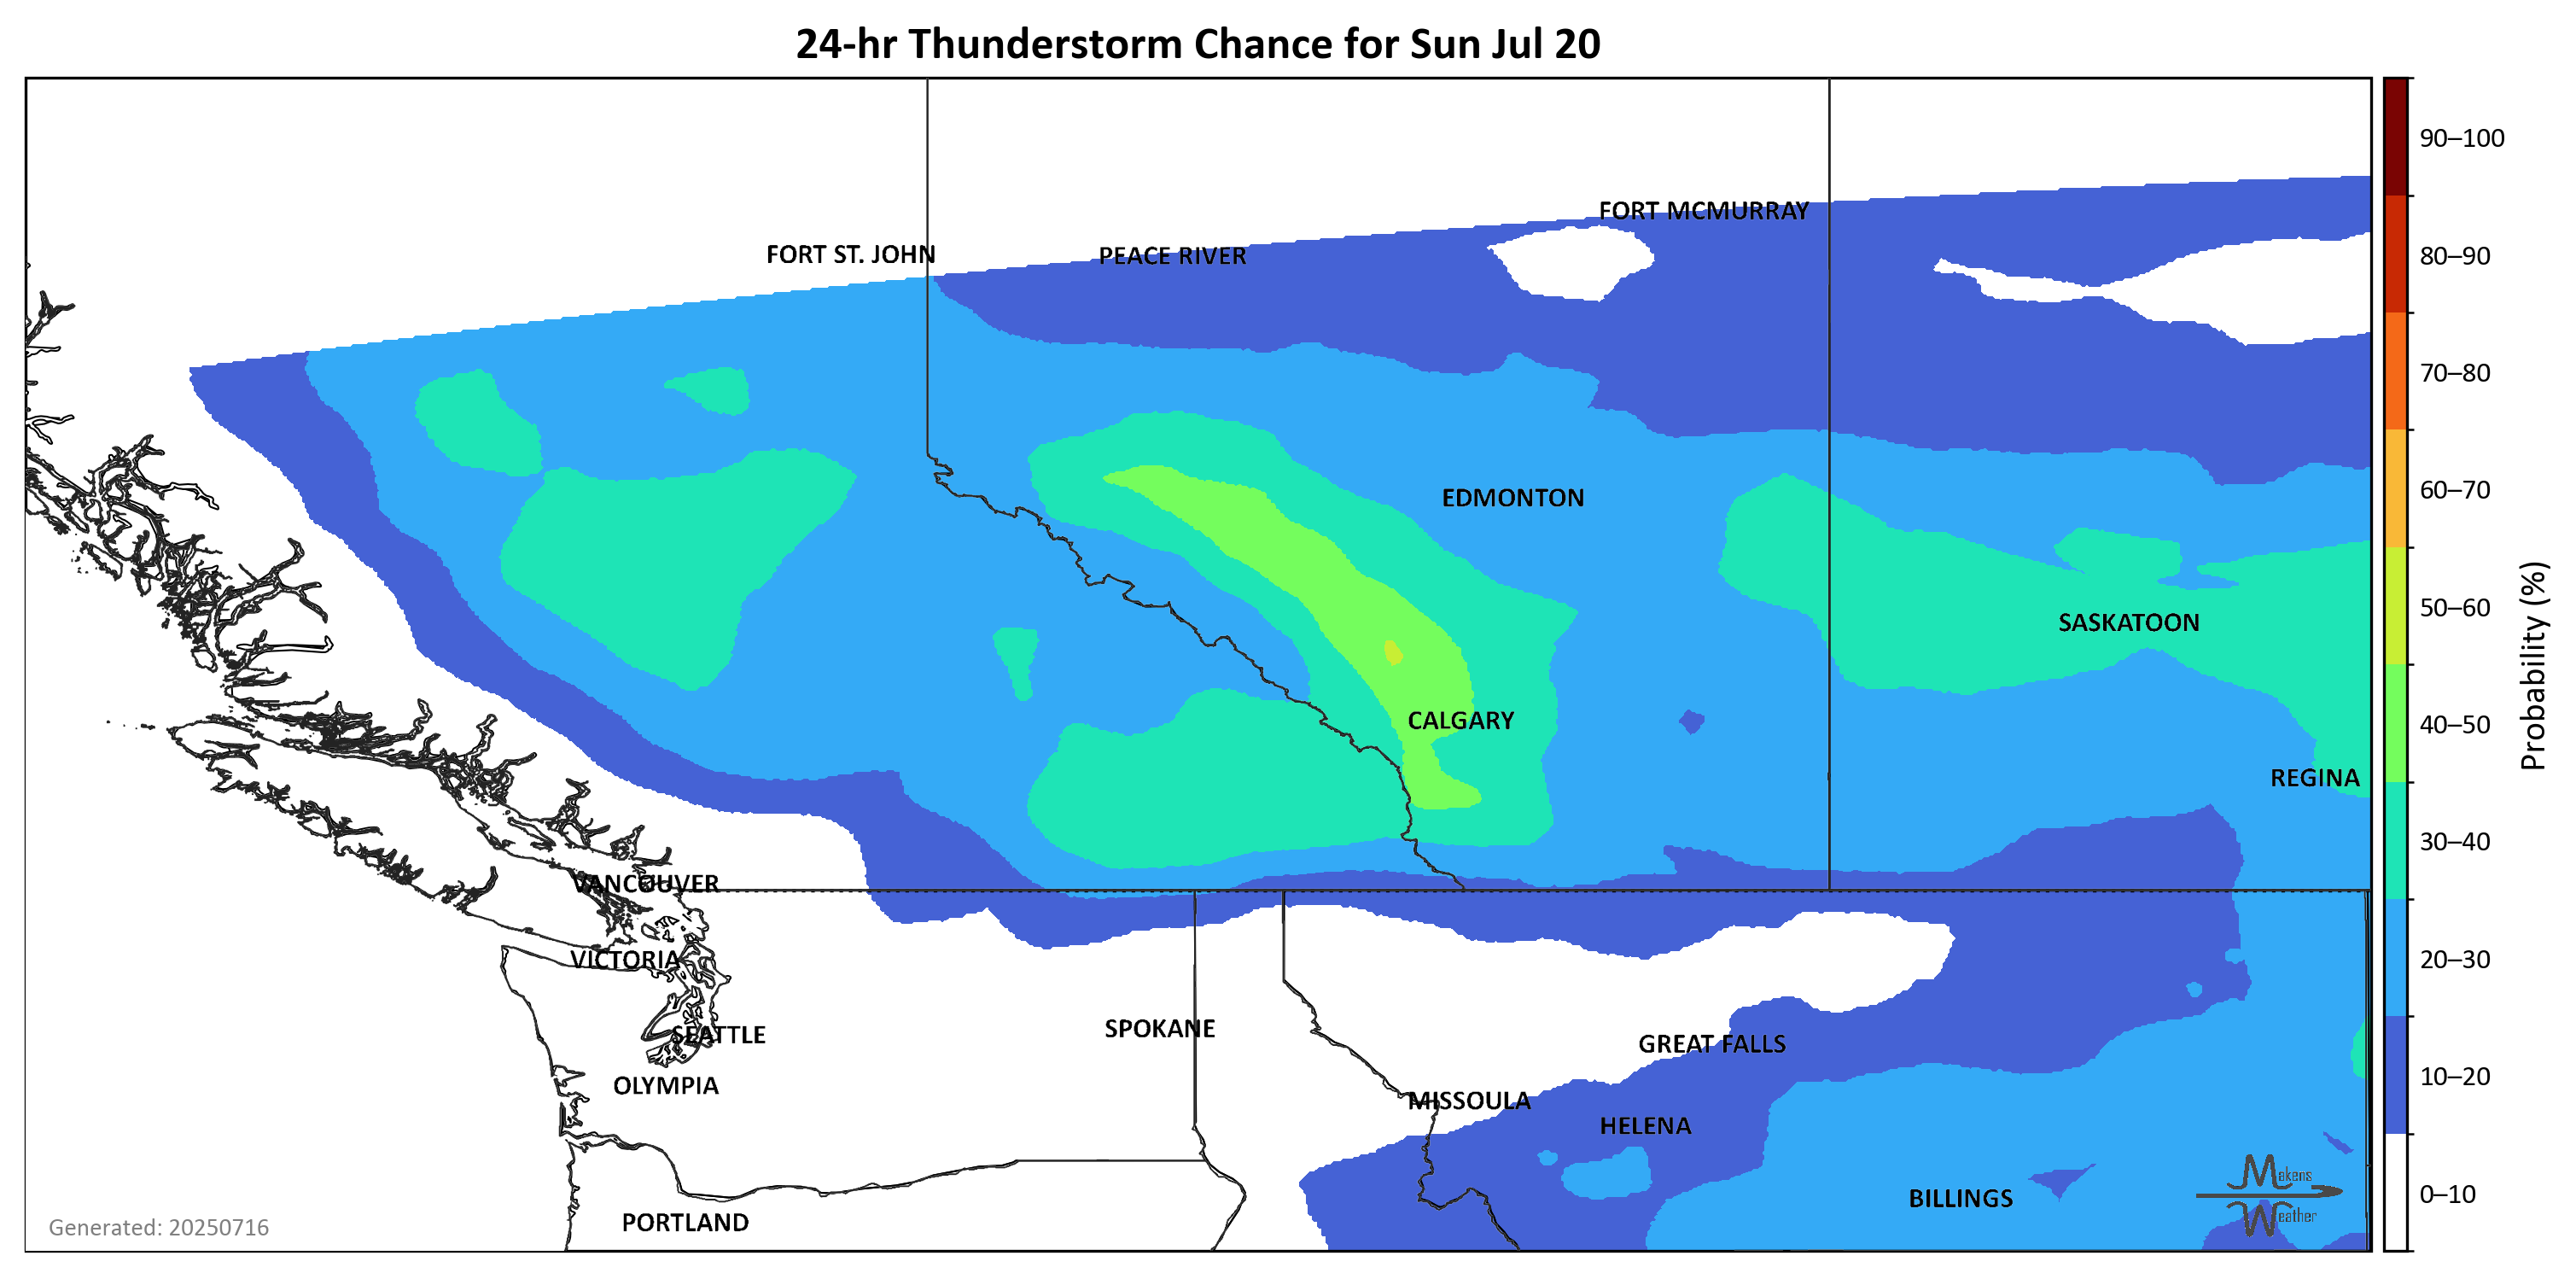 24-hr Thunderstorm Chance for Sun Jul 20
FORT MCMURRAY
FORT ST. JOHN
PEACE RIVER
EDMONTON
SASKATOON
CALGARY
REGINA
VANCOUVER
VICTORIA
SEATTLE
SPOKANE
GREAT FALLS
OLYMPIA
MISSOULA
HELENA
BILLINGS
PORTLAND
Makens
Weather
Generated: 20250716
90–100
80–90
70–80
60–70
50–60
40–50
30–40
20–30
10–20
0–10
Probability (%)